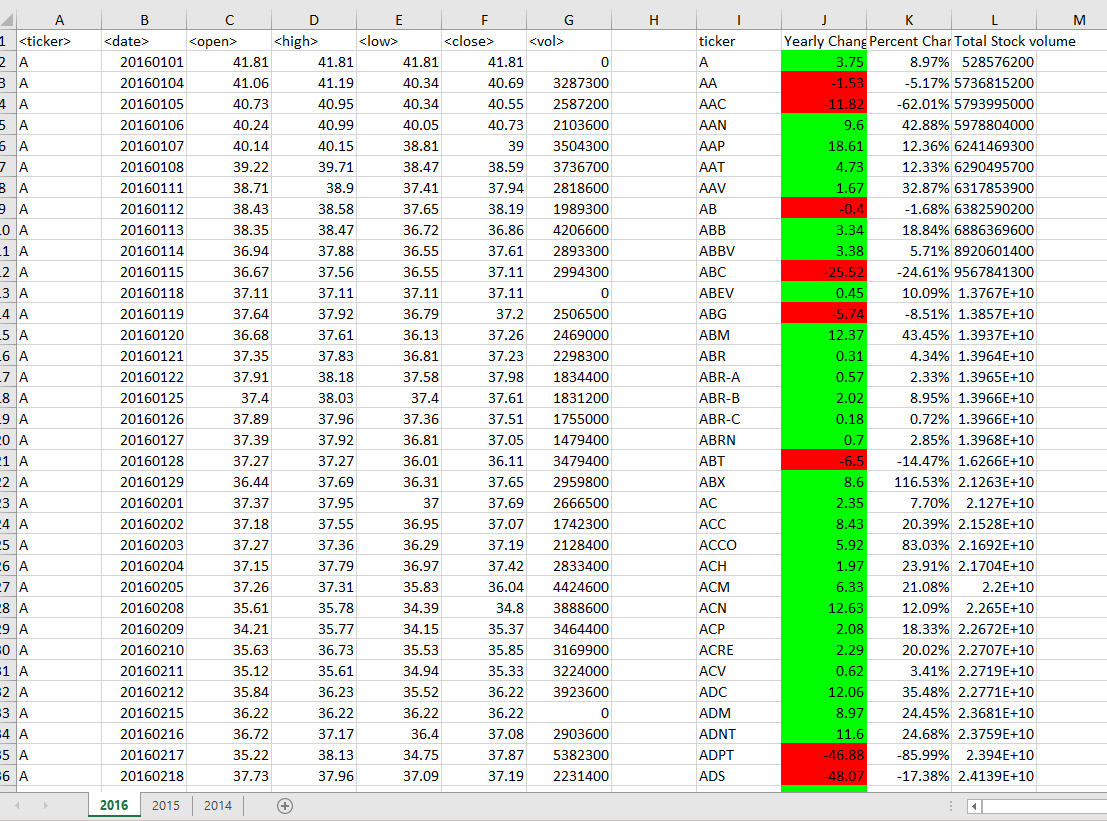 A B C D E F G H I J K L M
1 <ticker> <date> <open> <high> <low> <close> <vol> ticker Yearly Chang Percent Char Total Stock volume
2 A 20160101 41.81 41.81 41.81 41.81 0 A 3.75 8.97% 528576200
3 A 20160104 41.06 41.19 40.34 40.69 3287300 AA -1.53 -5.17% 5736815200
4 A 20160105 40.73 40.95 40.34 40.55 2587200 AAC -11.82 -62.01% 5793995000
5 A 20160106 40.24 40.99 40.05 40.73 2103600 AAN 9.6 42.88% 5978804000
6 A 20160107 40.14 40.15 38.81 39 3504300 AAP 18.61 12.36% 6241469300
7 A 20160108 39.22 39.71 38.47 38.59 3736700 AAT 4.73 12.33% 6290495700
8 A 20160111 38.71 38.9 37.41 37.94 2818600 AAV 1.67 32.87% 6317853900
9 A 20160112 38.43 38.58 37.65 38.19 1989300 AB -0.4 -1.68% 6382590200
.0 A 20160113 38.35 38.47 36.72 36.86 4206600 ABB 3.34 18.84% 6886369600
.1 A 20160114 36.94 37.88 36.55 37.61 2893300 ABBV 3.38 5.71% 8920601400
.2 A 20160115 36.67 37.56 36.55 37.11 2994300 ABC -25.52 -24.61% 9567841300
.3 A 20160118 37.11 37.11 37.11 37.11 0 ABEV 0.45 10.09% 1.3767E+10
.4 A 20160119 37.64 37.92 36.79 37.2 2506500 ABG -5.74 -8.51% 1.3857E+10
.5 A 20160120 36.68 37.61 36.13 37.26 2469000 ABM 12.37 43.45% 1.3937E+10
.6 A 20160121 37.35 37.83 36.81 37.23 2298300 ABR 0.31 4.34% 1.3964E+10
.7 A 20160122 37.91 38.18 37.58 37.98 1834400 ABR-A 0.57 2.33% 1.3965E+10
.8 A 20160125 37.4 38.03 37.4 37.61 1831200 ABR-B 2.02 8.95% 1.3966E+10
.9 A 20160126 37.89 37.96 37.36 37.51 1755000 ABR-C 0.18 0.72% 1.3966E+10
20 A 20160127 37.39 37.92 36.81 37.05 1479400 ABRN 0.7 2.85% 1.3968E+10
21 A 20160128 37.27 37.27 36.01 36.11 3479400 ABT -6.5 -14.47% 1.6266E+10
22 A 20160129 36.44 37.69 36.31 37.65 2959800 ABX 8.6 116.53% 2.1263E+10
23 A 20160201 37.37 37.95 37 37.69 2666500 AC 2.35 7.70% 2.127E+10
24 A 20160202 37.18 37.55 36.95 37.07 1742300 ACC 8.43 20.39% 2.1528E+10
25 A 20160203 37.27 37.36 36.29 37.19 2128400 ACCO 5.92 83.03% 2.1692E+10
26 A 20160204 37.15 37.79 36.97 37.42 2833400 ACH 1.97 23.91% 2.1704E+10
27 A 20160205 37.26 37.31 35.83 36.04 4424600 ACM 6.33 21.08% 2.2E+10
28 A 20160208 35.61 35.78 34.39 34.8 3888600 ACN 12.63 12.09% 2.265E+10
29 A 20160209 34.21 35.77 34.15 35.37 3464400 ACP 2.08 18.33% 2.2672E+10
30 A 20160210 35.63 36.73 35.53 35.85 3169900 ACRE 2.29 20.02% 2.2707E+10
31 A 20160211 35.12 35.61 34.94 35.33 3224000 ACV 0.62 3.41% 2.2719E+10
32 A 20160212 35.84 36.23 35.52 36.22 3923600 ADC 12.06 35.48% 2.2771E+10
33 A 20160215 36.22 36.22 36.22 36.22 0 ADM 8.97 24.45% 2.3681E+10
34 A 20160216 36.72 37.17 36.4 37.08 2903600 ADNT 11.6 24.68% 2.3759E+10
35 A 20160217 35.22 38.13 34.75 37.87 5382300 ADPT -46.88 -85.99% 2.394E+10
36 A 20160218 37.73 37.96 37.09 37.19 2231400 ADS -48.07 -17.38% 2.4139E+10
2016 2015 2014